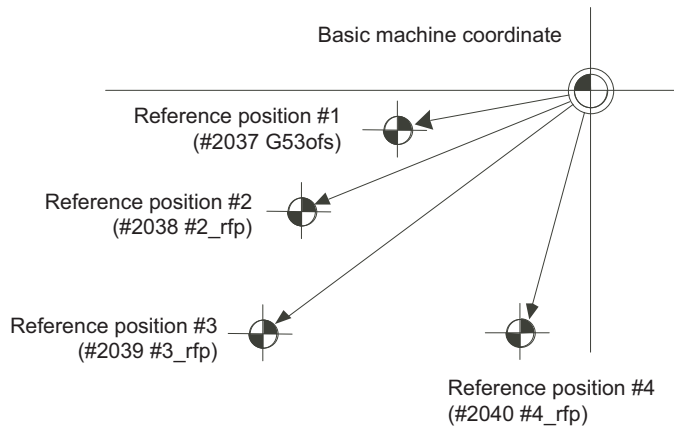 Basic machine coordinate
Reference position #1
(#2037 G53ofs)
Reference position #2
(#2038 #2_rfp)
Reference position #3
(#2039 #3_rfp)
Reference position #4
(#2040 #4_rfp)